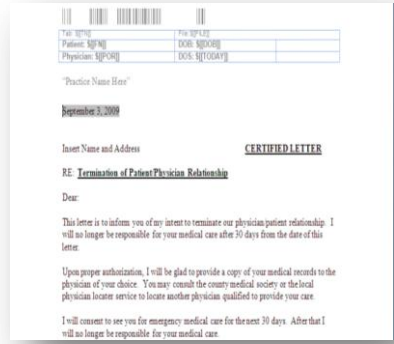 Tab: $[TN]
File: $[FILE]
Patient: $[FN]
DOB: $[DOB]
Physician: $[POR]
DOS: $[TODAY]
"Practice Name Here"
September 3, 2009
Insert Name and Address
CERTIFIED LETTER
RE: Termination of Patient/Physician Relationship
Dear:
This letter is to inform you of my intent to terminate our physician/patient relationship. I
will no longer be responsible for your medical care after 30 days from the date of this
letter.
Upon proper authorization, I will be glad to provide a copy of your medical records to the
physician of your choice. You may consult the county medical society or the local
physician locater service to locate another physician qualified to provide your care.
I will consent to see you for emergency medical care for the next 30 days. After that I
will no longer be responsible for your medical care.